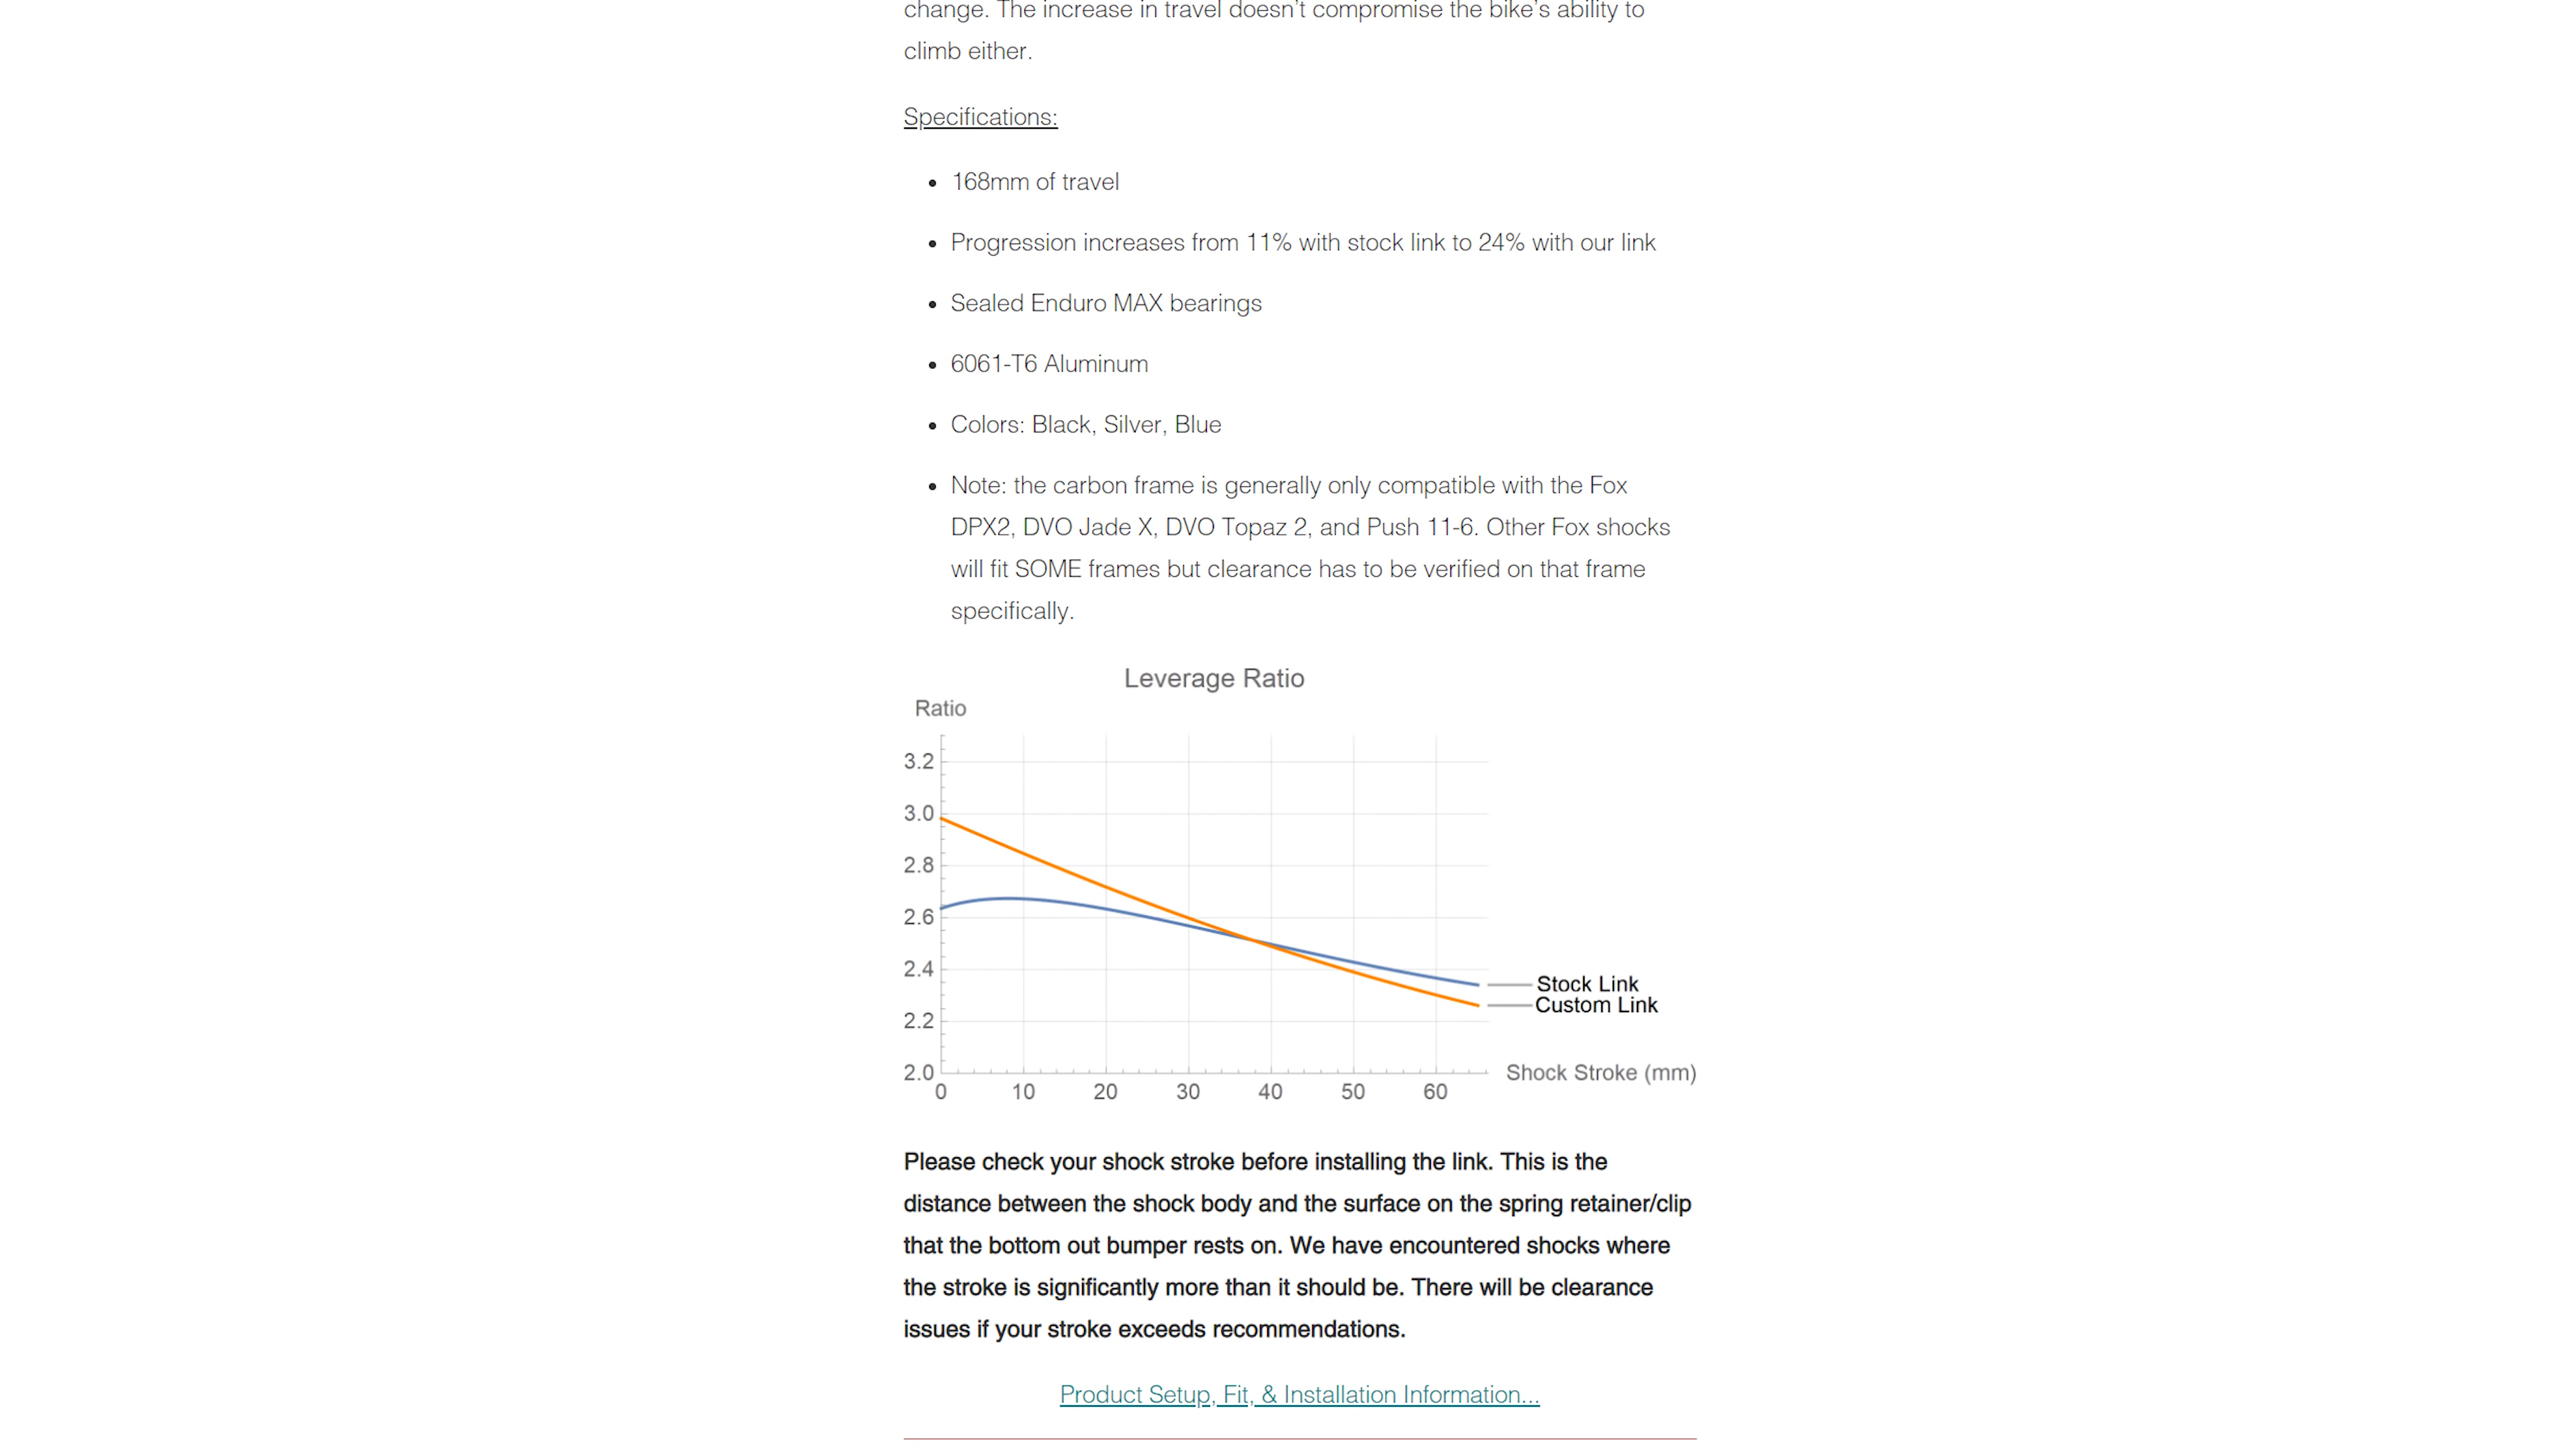 change. The increase in travel doesn't compromise the bike's ability to
climb either.
Specifications:
168mm of travel
Progression increases from 11% with stock link to 24% with our link
Sealed Enduro MAX bearings
6061-T6 Aluminum
Colors: Black, Silver, Blue
Note: the carbon frame is generally only compatible with the Fox
DPX2, DVO Jade X, DVO Topaz 2, and Push 11-6. Other Fox shocks
will fit SOME frames but clearance has to be verified on that frame
specifically.
Leverage Ratio
Ratio
3.2
3.0
2.8
2.6
2.4
2.2
2.0
Stock Link
Custom Link
Shock Stroke (mm)
0 10 20 30 40 50 60
Please check your shock stroke before installing the link. This is the
distance between the shock body and the surface on the spring retainer/clip
that the bottom out bumper rests on. We have encountered shocks where
the stroke is significantly more than it should be. There will be clearance
issues if your stroke exceeds recommendations.
Product Setup, Fit, & Installation Information...